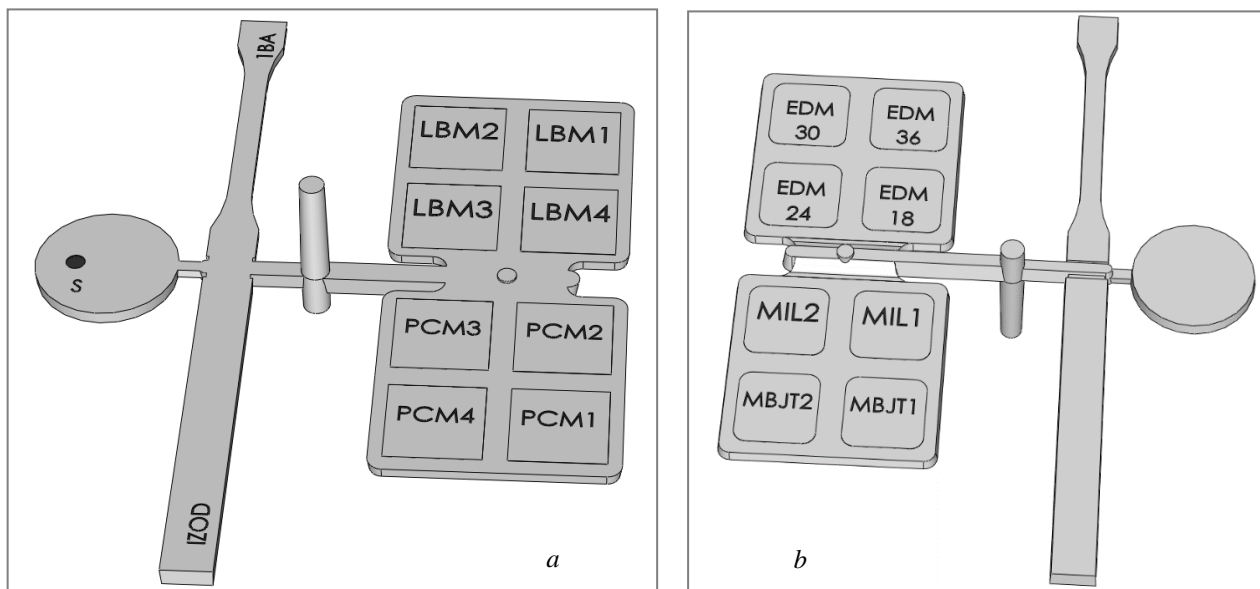 1BA
LBM2 LBM1
LBM3 LBM4
S
PCM3 PCM2
PCM4 PCM1
IZOD
a
EDM
30
EDM
36
EDM
24
EDM
18
MIL2 MIL1
MBJT2 MBJT1
b